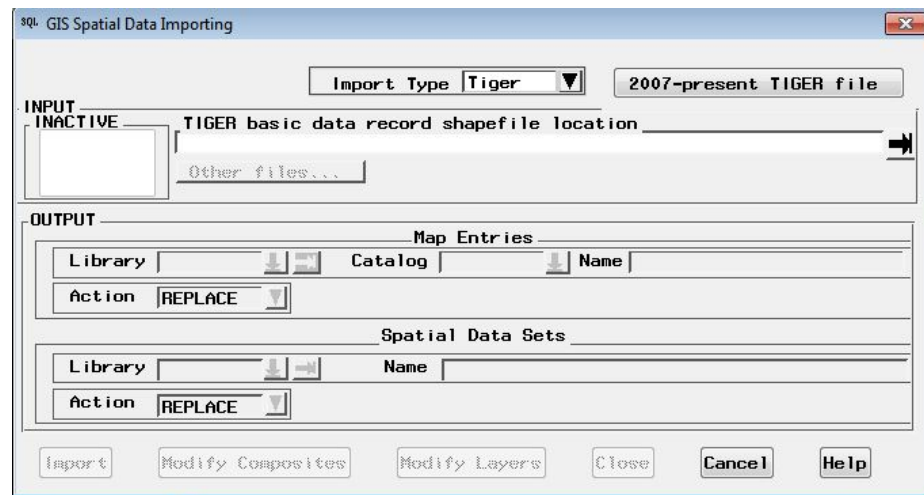 SQL GIS Spatial Data Importing
Import Type Tiger 2007-present TIGER file
INPUT
INACTIVE TIGER basic data record shapefile location
Other files...
OUTPUT
Map Entries
Library Catalog Name
Action REPLACE
Spatial Data Sets
Library Name
Action REPLACE
Import Modify Composites Modify Layers Close Cancel Help